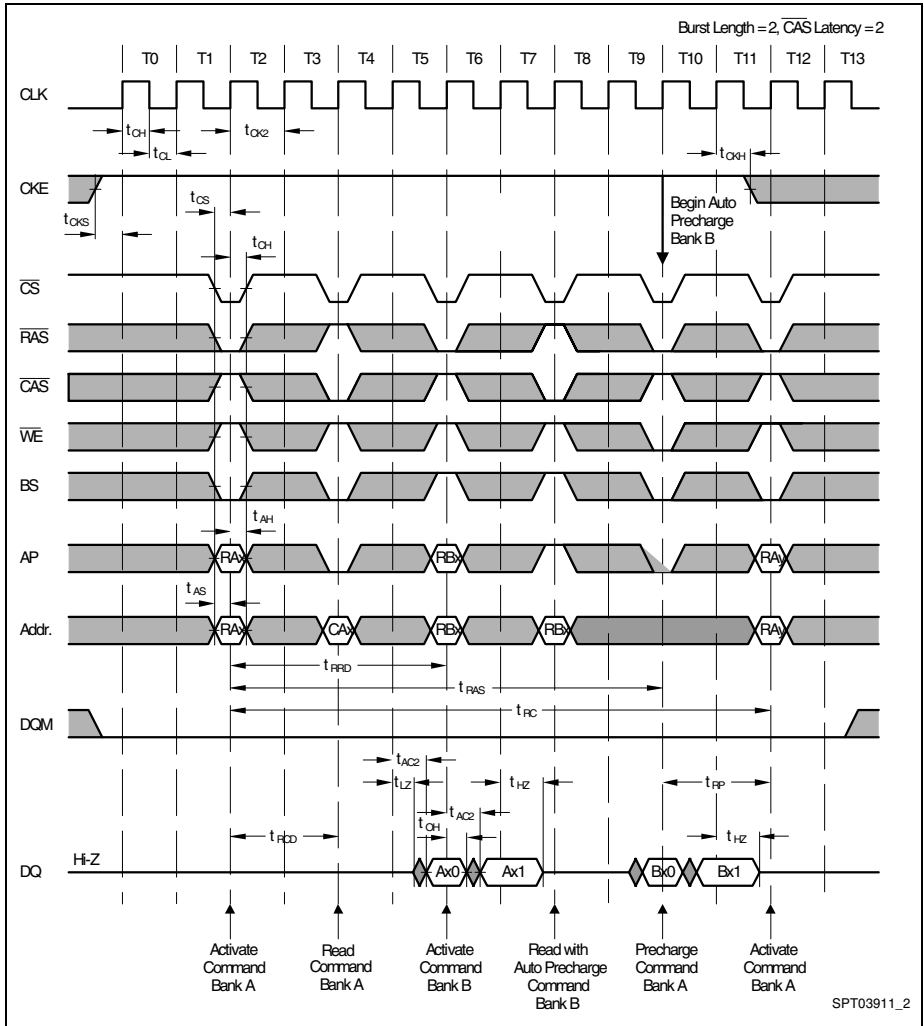 Burst Length = 2, CAS Latency = 2
T0 T1 T2 T3 T4 T5 T6 T7 T8 T9 T10 T11 T12 T13
CLK
tCH tCK2
tCL tCKH
CKE
tCS
Begin Auto
Precharge
Bank B
tCKS
tCH
CS
RAS
CAS
WE
BS
tAH
AP RAx RBx RAy
tAS
Addr. RAx CAx RBx RBx RAy
tRRD
tRAS
tRC
DQM
tAC2
tLZ tHZ tRP
tAC2
tOH
tRCD tHZ
Hi-Z
DQ Ax0 Ax1 Bx0 Bx1
Activate
Command
Bank A
Read
Command
Bank A
Activate
Command
Bank B
Read with
Auto Precharge
Command
Bank B
Precharge
Command
Bank A
Activate
Command
Bank A
SPT03911_2